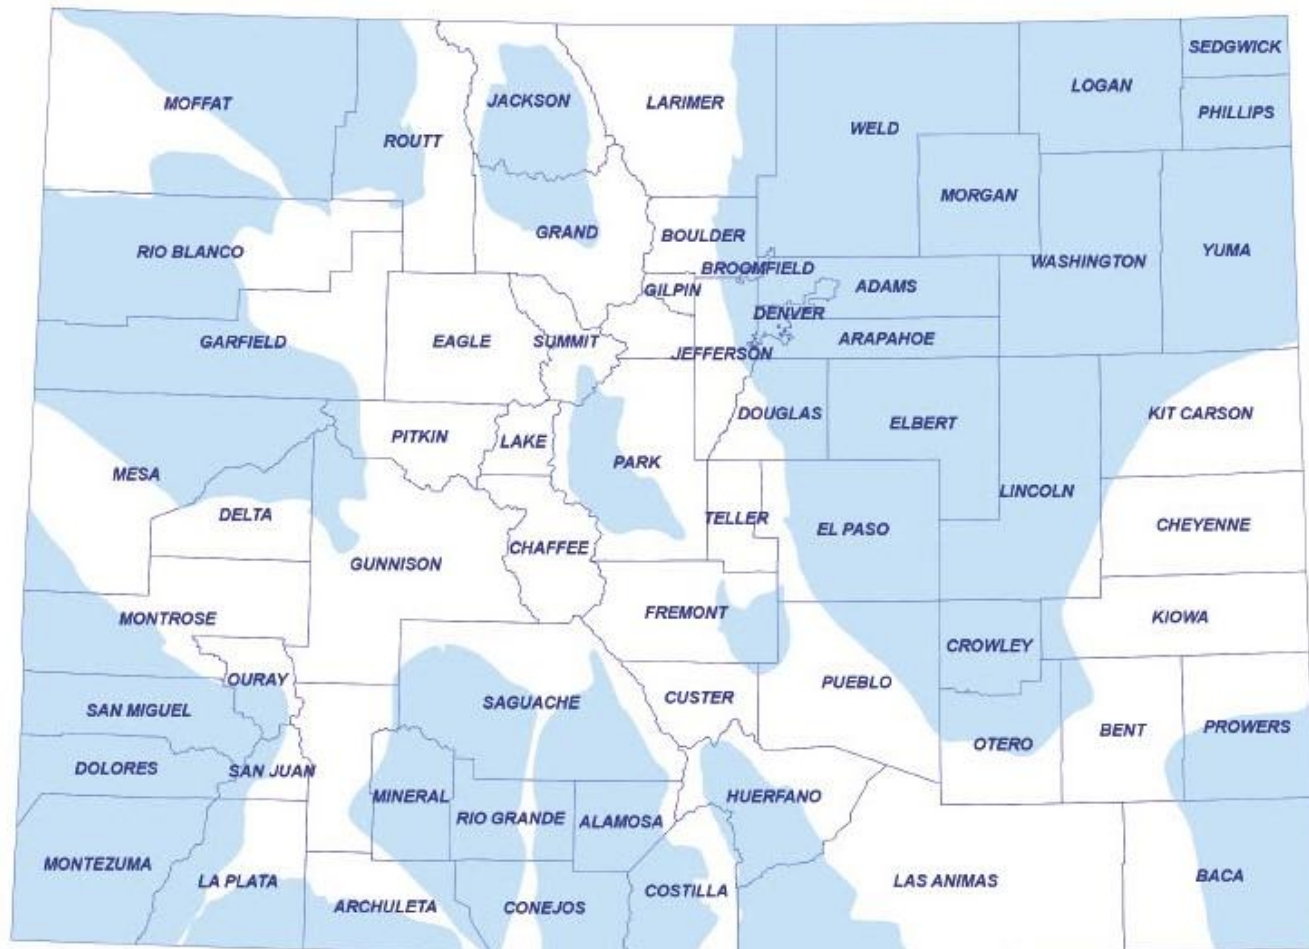 SEDGWICK
LOGAN
JACKSON
LARIMER
MOFFAT
PHILLIPS
WELD
ROUTT
MORGAN
GRAND
BOULDER
RIO BLANCO
YUMA
WASHINGTON
BROOMFIELD
GILPIN
ADAMS
DENVER
GARFIELD
EAGLE
SUMMIT
ARAPAHOE
JEFFERSON
DOUGLAS
KIT CARSON
ELBERT
PITKIN
LAKE
PARK
MESA
LINCOLN
DELTA
TELLER
CHEYENNE
EL PASO
CHAFFEE
GUNNISON
FREMONT
MONTROSE
KIOWA
CROWLEY
OURAY
PUEBLO
CUSTER
SAGUACHE
SAN MIGUEL
PROWERS
BENT
OTERO
DOLORES
SAN JUAN
MINERAL
HUERFANO
RIO GRANDE
ALAMOSA
MONTEZUMA
LA PLATA
LAS ANIMAS
BACA
COSTILLA
ARCHULETA
CONEJOS